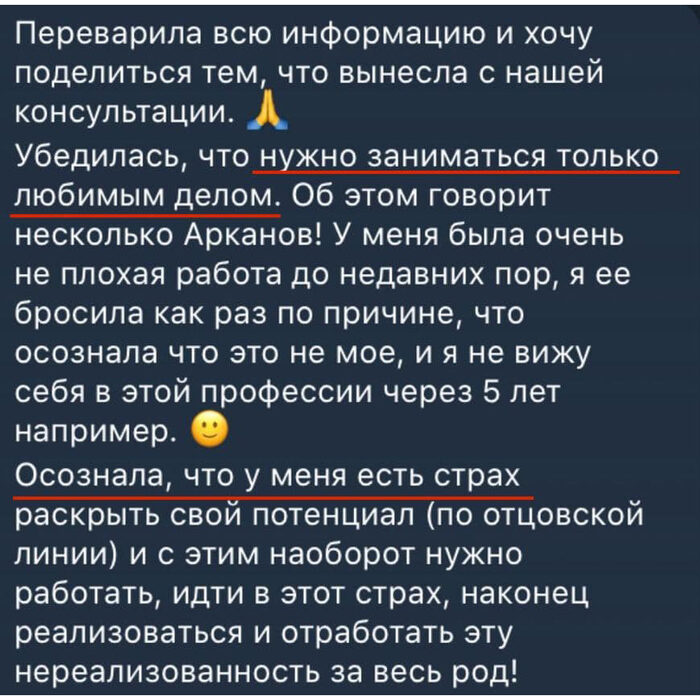 Переварила всю информацию и хочу
поделиться тем, что вынесла с нашей
консультации. 🙏
Убедилась, что нужно заниматься только
любимым делом. Об этом говорит
несколько Арканов! У меня была очень
не плохая работа до недавних пор, я ее
бросила как раз по причине, что
осознала что это не мое, и я не вижу
себя в этой профессии через 5 лет
например. 🙂
Осознала, что у меня есть страх
раскрыть свой потенциал (по отцовской
линии) и с этим наоборот нужно
работать, идти в этот страх, наконец
реализоваться и отработать эту
нереализованность за весь род!